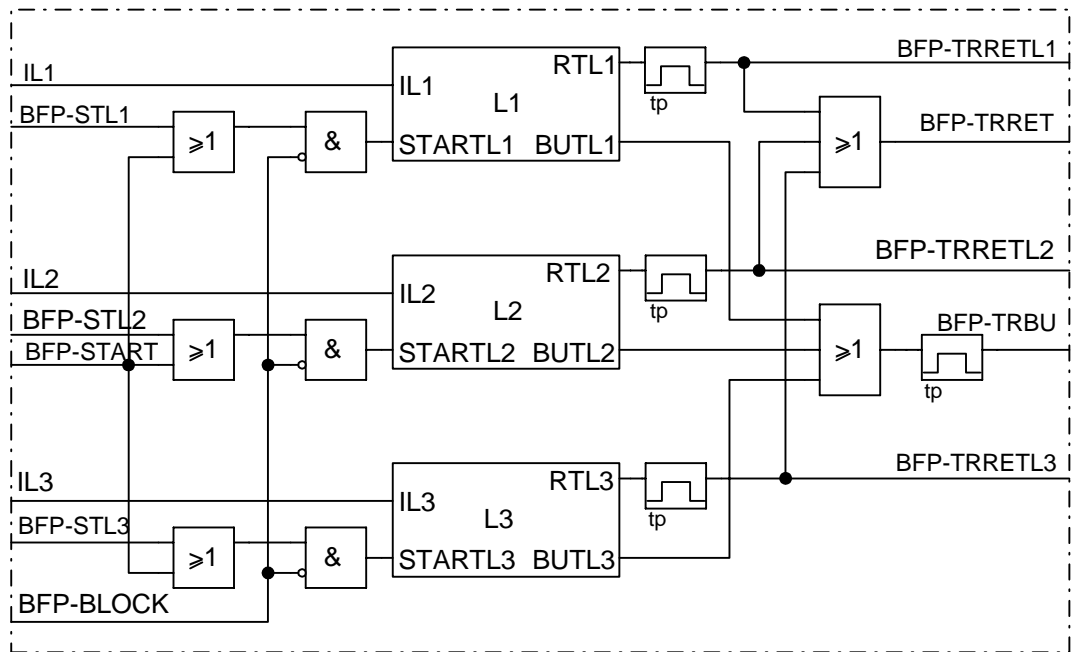 RTL1
BFP-TRRETL1
IL1
IL1
L1
tp
BFP-STL1
≥1
&
STARTL1
BUTL1
≥1
BFP-TRRET
RTL2
BFP-TRRETL2
IL2
IL2
L2
tp
BFP-STL2
BFP-START
≥1
&
STARTL2
BUTL2
≥1
BFP-TRBU
tp
RTL3
BFP-TRRETL3
IL3
IL3
L3
tp
BFP-STL3
≥1
&
STARTL3
BUTL3
BFP-BLOCK